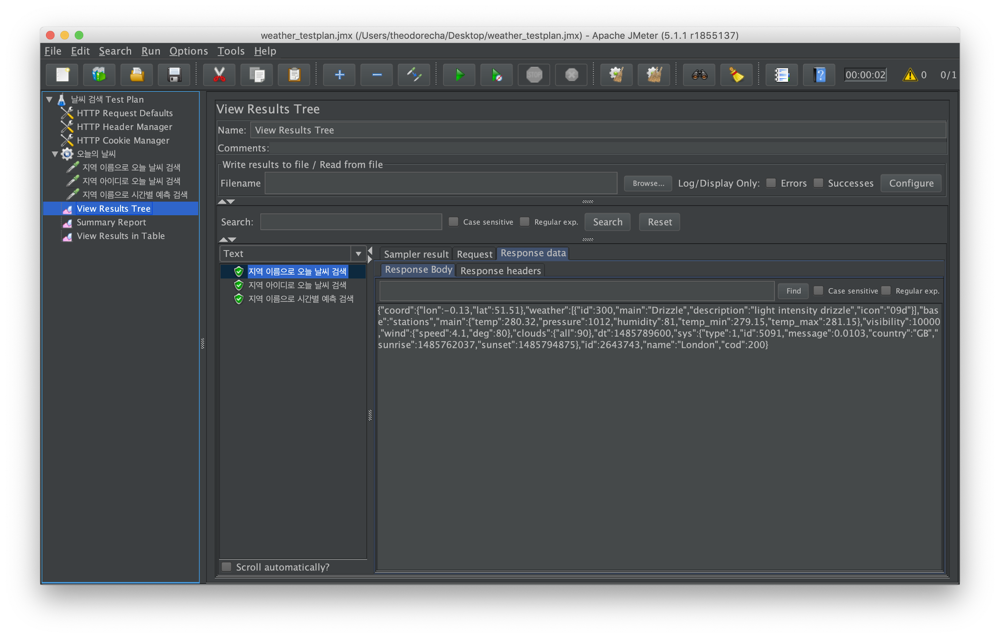 weather_testplan.jmx (/Users/theodorecha/Desktop/weather_testplan.jmx) - Apache JMeter (5.1.1 r1855137)
File Edit Search Run Options Tools Help
STOP
00:00:02 0 0/1
날씨 검색 Test Plan
HTTP Request Defaults
HTTP Header Manager
HTTP Cookie Manager
오늘의 날씨
지역 이름으로 오늘 날씨 검색
지역 아이디로 오늘 날씨 검색
지역 이름으로 시간별 예측 검색
View Results Tree
Summary Report
View Results in Table
View Results Tree
Name: View Results Tree
Comments:
Write results to file / Read from file
Filename Browse... Log/Display Only: Errors Successes Configure
Search: Case sensitive Regular exp. Search Reset
Text
지역 이름으로 오늘 날씨 검색
지역 아이디로 오늘 날씨 검색
지역 이름으로 시간별 예측 검색
Scroll automatically?
Sampler result Request Response data
Response Body Response headers
Find Case sensitive Regular exp.
{"coord":{"lon":-0.13,"lat":51.51},"weather":[{"id":300,"main":"Drizzle","description":"light intensity drizzle","icon":"09d"}],"bas
e":"stations","main":{"temp":280.32,"pressure":1012,"humidity":81,"temp_min":279.15,"temp_max":281.15},"visibility":10000
,"wind":{"speed":4.1,"deg":80},"clouds":{"all":90},"dt":1485789600,"sys":{"type":1,"id":5091,"message":0.0103,"country":"GB","
sunrise":1485762037,"sunset":1485794875},"id":2643743,"name":"London","cod":200}